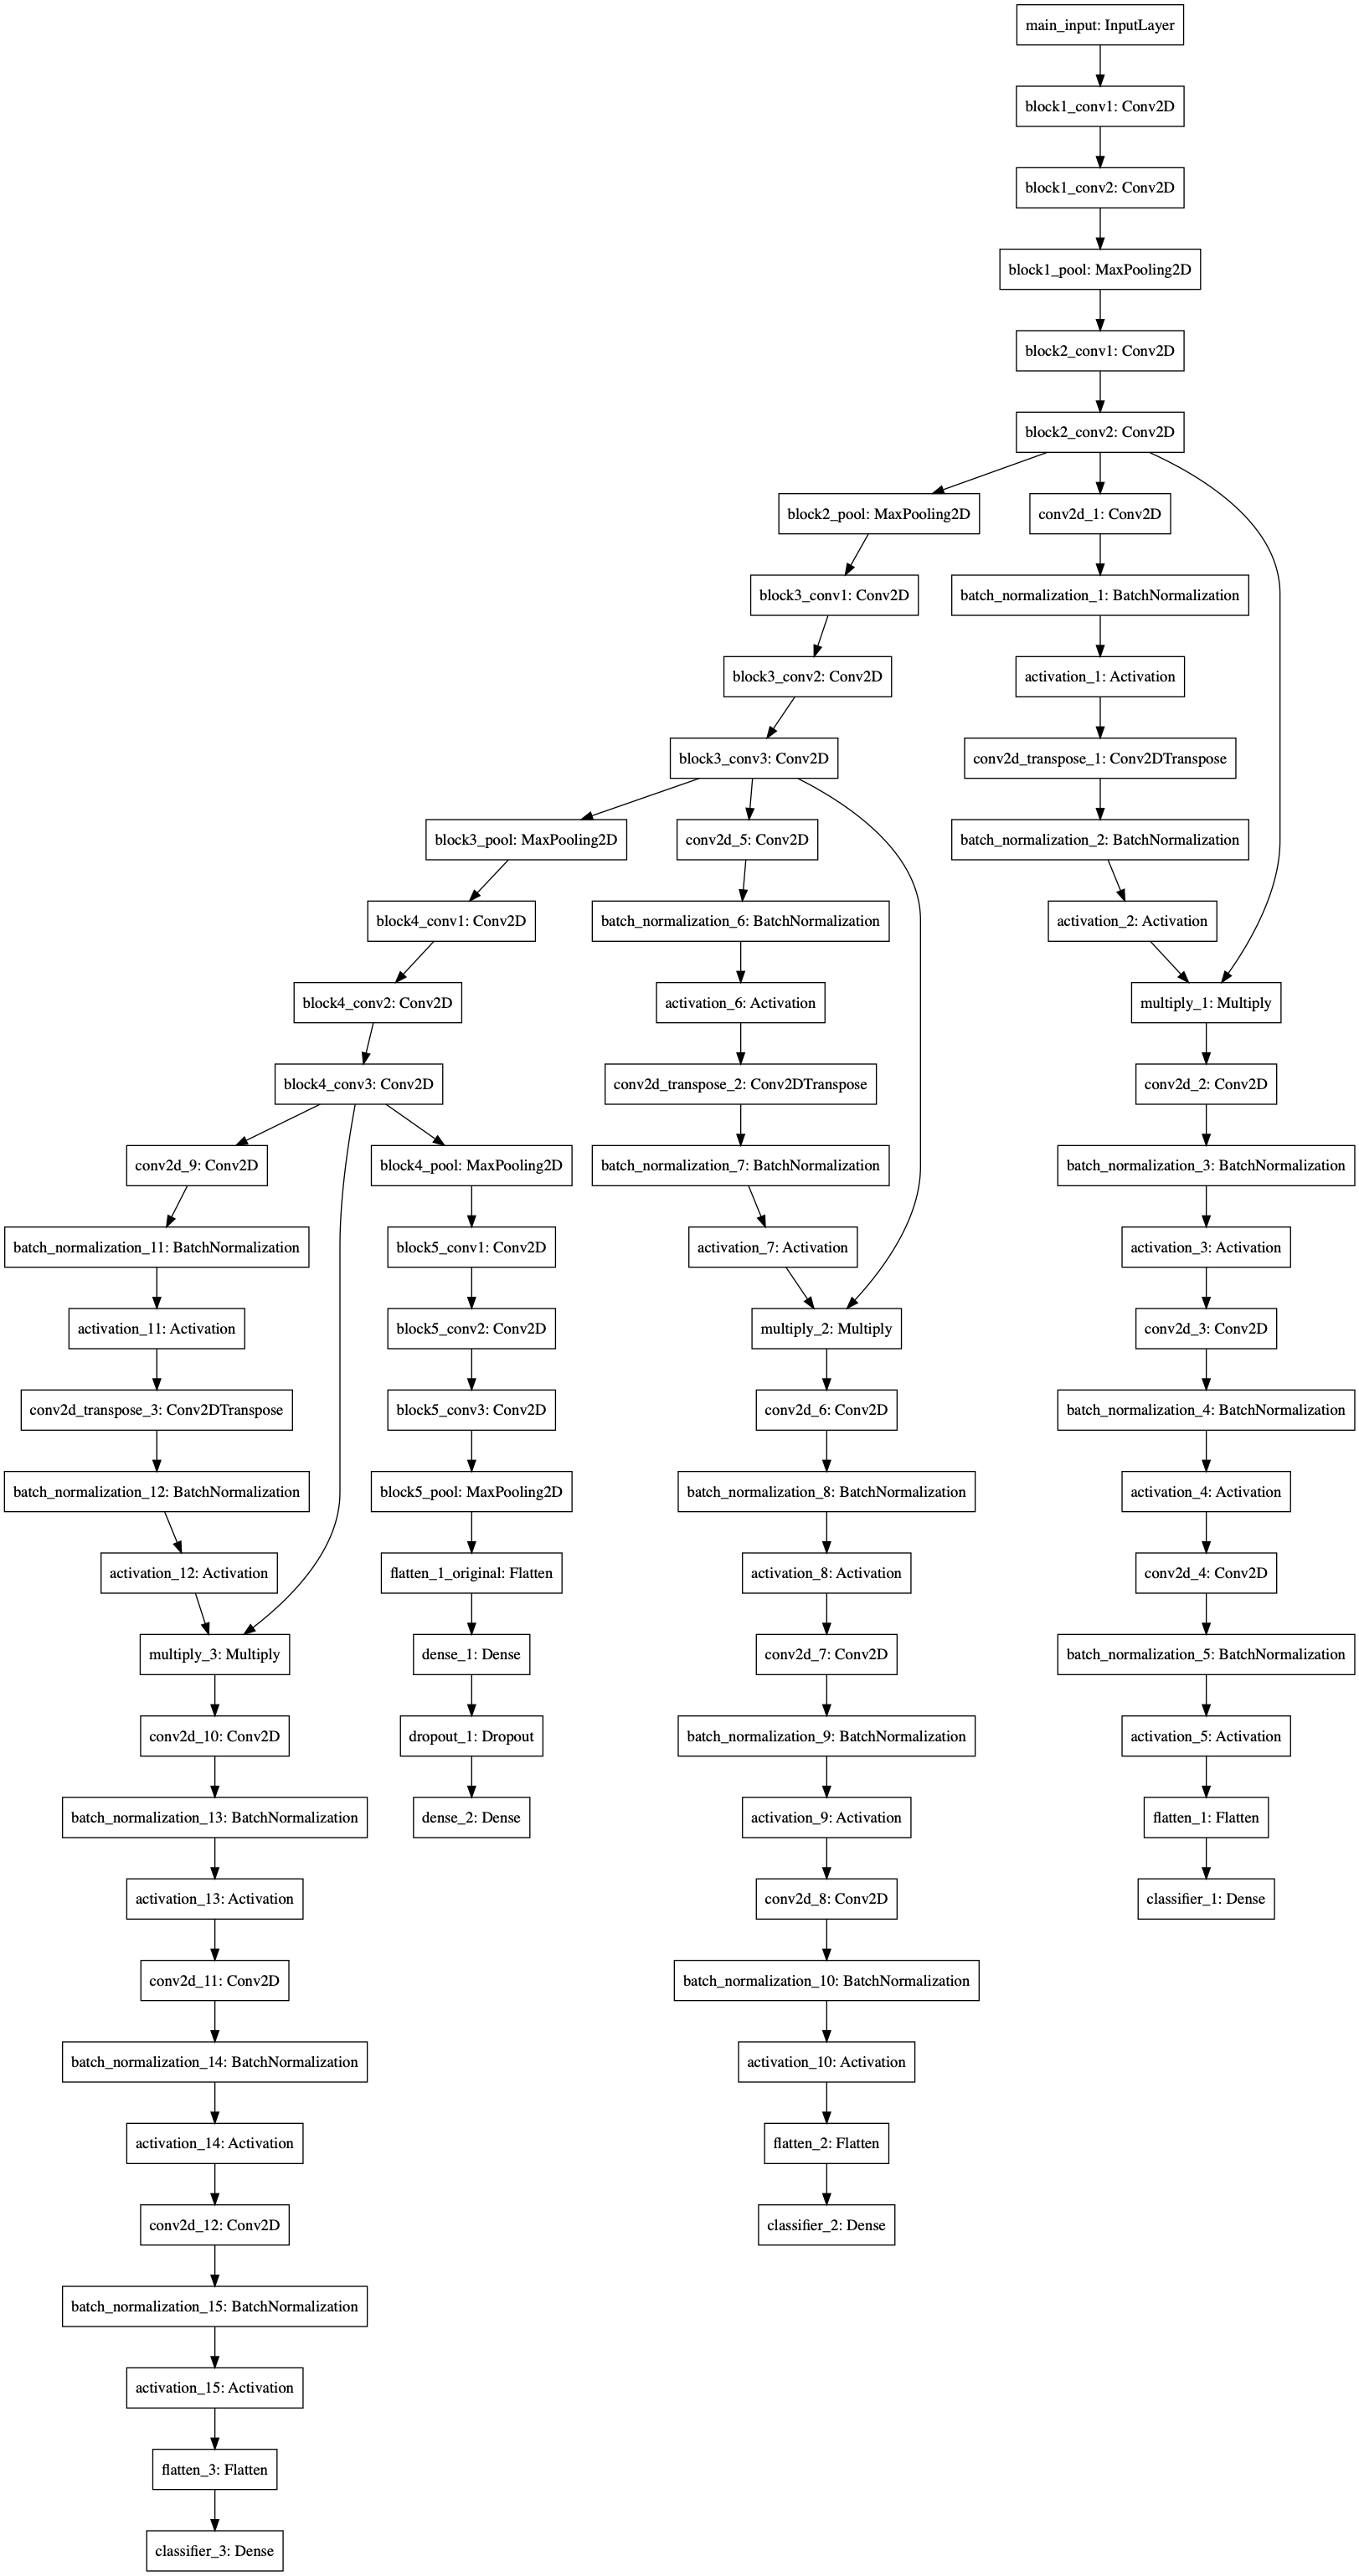 main_input: InputLayer
block1_conv1: Conv2D
block1_conv2: Conv2D
block1_pool: MaxPooling2D
block2_conv1: Conv2D
block2_conv2: Conv2D
block2_pool: MaxPooling2D
conv2d_1: Conv2D
block3_conv1: Conv2D
batch_normalization_1: BatchNormalization
block3_conv2: Conv2D
activation_1: Activation
block3_conv3: Conv2D
conv2d_transpose_1: Conv2DTranspose
block3_pool: MaxPooling2D
conv2d_5: Conv2D
batch_normalization_2: BatchNormalization
block4_conv1: Conv2D
batch_normalization_6: BatchNormalization
activation_2: Activation
block4_conv2: Conv2D
activation_6: Activation
multiply_1: Multiply
block4_conv3: Conv2D
conv2d_transpose_2: Conv2DTranspose
conv2d_2: Conv2D
conv2d_9: Conv2D
block4_pool: MaxPooling2D
batch_normalization_7: BatchNormalization
batch_normalization_3: BatchNormalization
batch_normalization_11: BatchNormalization
block5_conv1: Conv2D
activation_7: Activation
activation_3: Activation
activation_11: Activation
block5_conv2: Conv2D
multiply_2: Multiply
conv2d_3: Conv2D
conv2d_transpose_3: Conv2DTranspose
block5_conv3: Conv2D
conv2d_6: Conv2D
batch_normalization_4: BatchNormalization
batch_normalization_12: BatchNormalization
block5_pool: MaxPooling2D
batch_normalization_8: BatchNormalization
activation_4: Activation
activation_12: Activation
flatten_1_original: Flatten
activation_8: Activation
conv2d_4: Conv2D
multiply_3: Multiply
dense_1: Dense
conv2d_7: Conv2D
batch_normalization_5: BatchNormalization
conv2d_10: Conv2D
dropout_1: Dropout
batch_normalization_9: BatchNormalization
activation_5: Activation
batch_normalization_13: BatchNormalization
dense_2: Dense
activation_9: Activation
flatten_1: Flatten
activation_13: Activation
conv2d_8: Conv2D
classifier_1: Dense
conv2d_11: Conv2D
batch_normalization_10: BatchNormalization
batch_normalization_14: BatchNormalization
activation_10: Activation
activation_14: Activation
flatten_2: Flatten
conv2d_12: Conv2D
classifier_2: Dense
batch_normalization_15: BatchNormalization
activation_15: Activation
flatten_3: Flatten
classifier_3: Dense